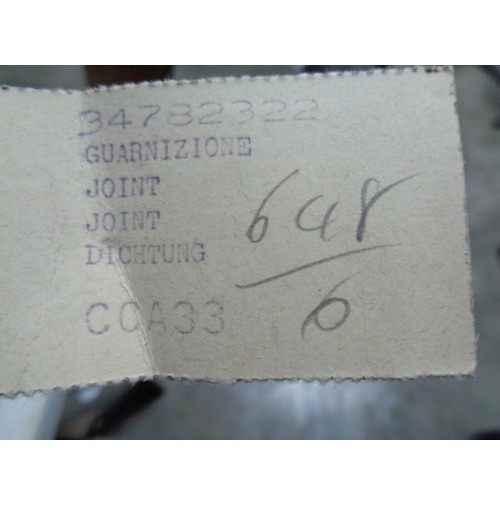 34782322
GUARNIZIONE
JOINT
JOINT
DICHTUNG
CCA33
648
6